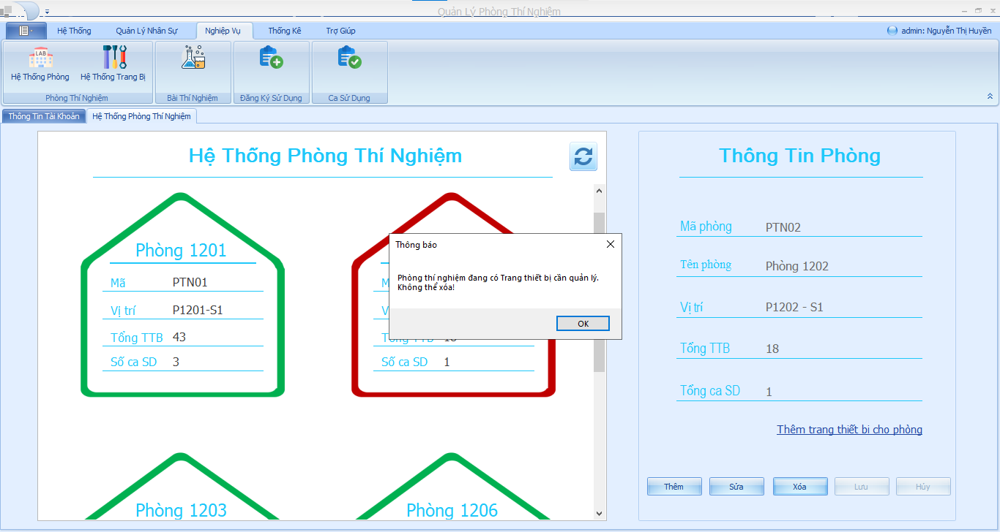 Quản Lý Phòng Thí Nghiệm
Hệ Thống
Quản Lý Nhân Sự
Nghiệp Vụ
Thống Kê
Trợ Giúp
admin: Nguyễn Thị Huyền
LAB
Hệ Thống Phòng
Hệ Thống Trang Bị
Phòng Thí Nghiệm
Bài Thí Nghiệm
Đăng Ký Sử Dụng
Ca Sử Dụng
Thông Tin Tài Khoản
Hệ Thống Phòng Thí Nghiệm
Hệ Thống Phòng Thí Nghiệm
Phòng 1201
Mã PTN01
Vị trí P1201-S1
Tổng TTB 43
Số ca SD 3
Số ca SD 1
Phòng 1203
Phòng 1206
Thông báo
Phòng thí nghiệm đang có Trang thiết bị cần quản lý.
Không thể xóa!
OK
Thông Tin Phòng
Mã phòng PTN02
Tên phòng Phòng 1202
Vị trí P1202 - S1
Tổng TTB 18
Tổng ca SD 1
Thêm trang thiết bị cho phòng
Thêm
Sửa
Xóa
Lưu
Hủy